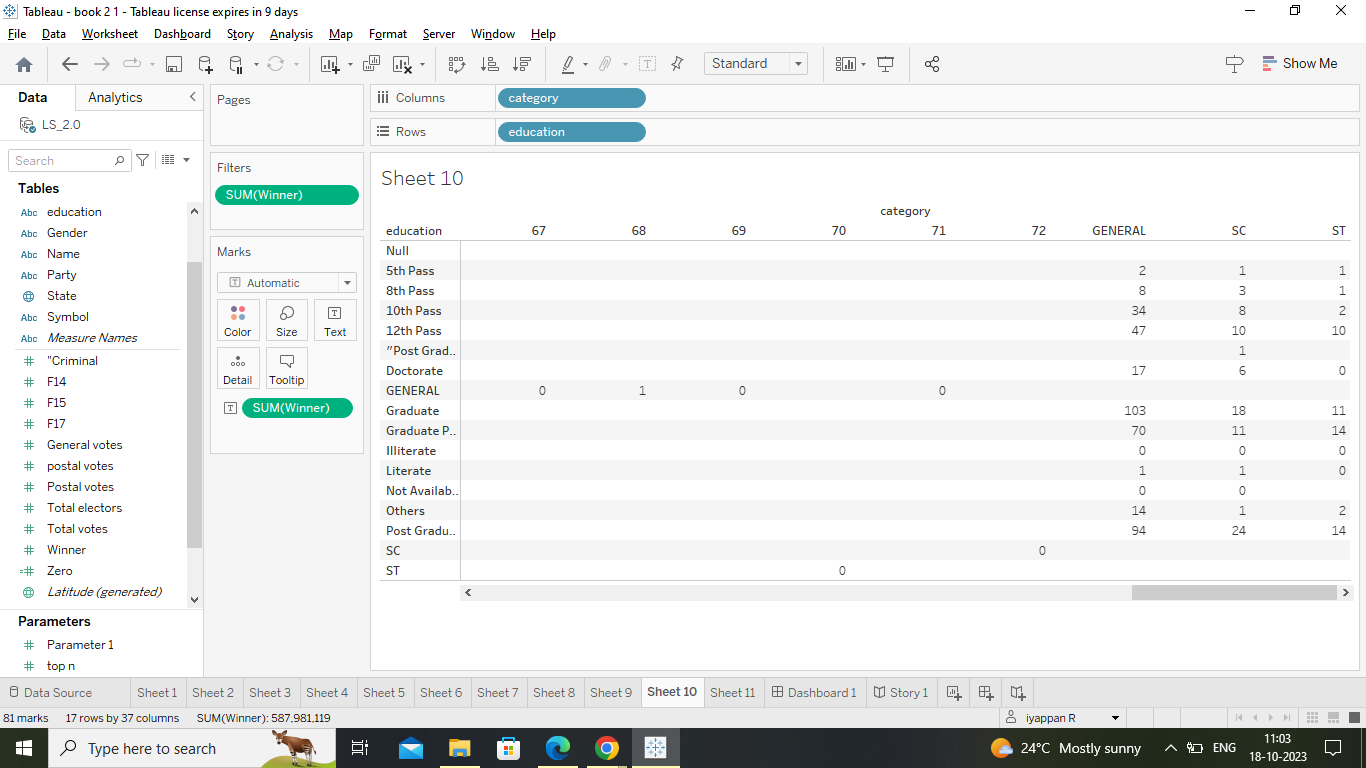 Tableau - book 2 1 - Tableau license expires in 9 days
File Data Worksheet Dashboard Story Analysis Map Format Server Window Help
Standard
Show Me
Data Analytics
LS_2.0
Search
Tables
Abc education
Abc Gender
Abc Name
Abc Party
State
Abc Symbol
Abc Measure Names
# "Criminal
# F14
# F15
# F17
# General votes
# postal votes
# Postal votes
# Total electors
# Total votes
# Winner
=# Zero
Latitude (generated)
Parameters
# Parameter 1
# top n
Pages
Filters
SUM(Winner)
Marks
T Automatic
Color Size Text
Detail Tooltip
T SUM(Winner)
Columns category
Rows education
Sheet 10
category
education 67 68 69 70 71 72 GENERAL SC ST
Null
5th Pass 2 1 1
8th Pass 8 3 1
10th Pass 34 8 2
12th Pass 47 10 10
"Post Grad.. 1
Doctorate 17 6 0
GENERAL 0 1 0 0
Graduate 103 18 11
Graduate P.. 70 11 14
Illiterate 0 0 0
Literate 1 1 0
Not Availab.. 0 0
Others 14 1 2
Post Gradu.. 94 24 14
SC 0
ST 0
Data Source Sheet 1 Sheet 2 Sheet 3 Sheet 4 Sheet 5 Sheet 6 Sheet 7 Sheet 8 Sheet 9 Sheet 10 Sheet 11 Dashboard 1 Story 1
81 marks 17 rows by 37 columns SUM(Winner): 587,981,119 iyappan R
Type here to search 24°C Mostly sunny ENG 11:03
18-10-2023